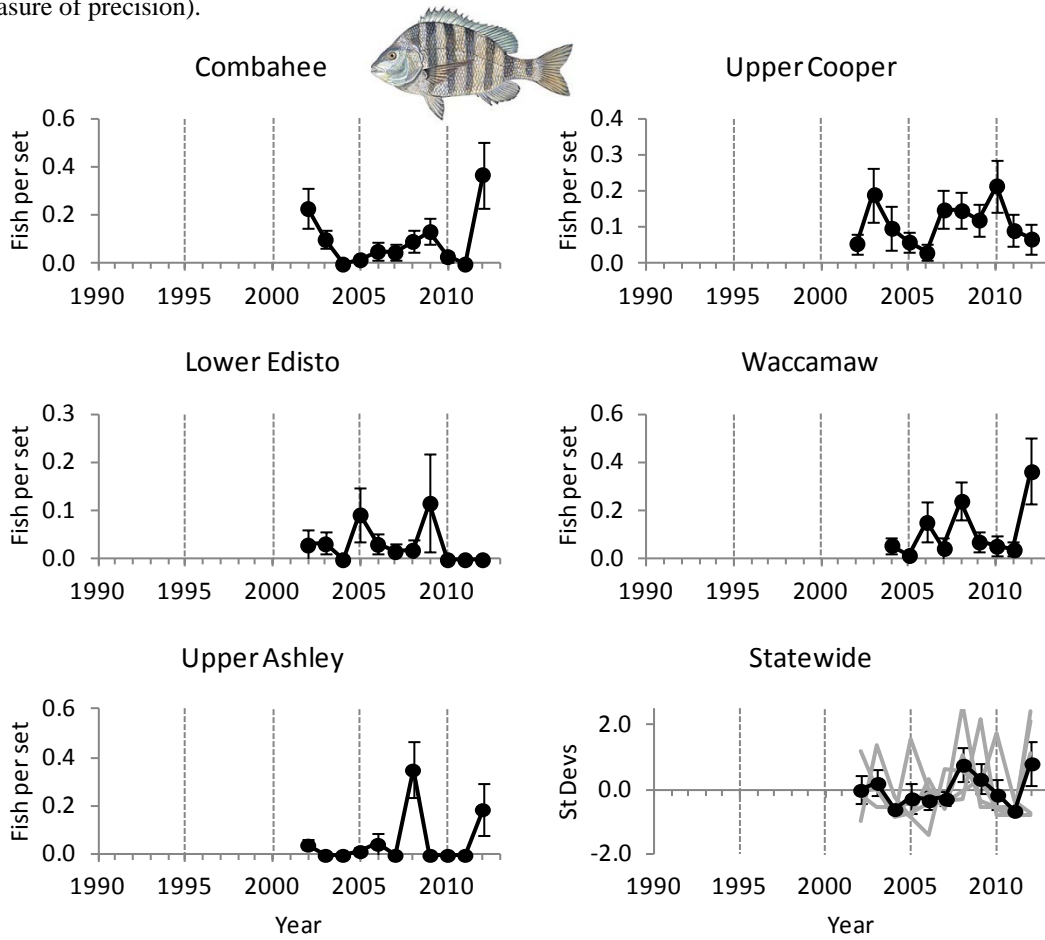 asure of precision).
Combahee
Upper Cooper
Fish per set
0.6
0.4
0.2
0.0
1990 1995 2000 2005 2010
Fish per set
0.4
0.3
0.2
0.1
0.0
1990 1995 2000 2005 2010
Lower Edisto
Waccamaw
Fish per set
0.3
0.2
0.1
0.0
1990 1995 2000 2005 2010
Fish per set
0.6
0.4
0.2
0.0
1990 1995 2000 2005 2010
Upper Ashley
Statewide
Fish per set
0.6
0.4
0.2
0.0
1990 1995 2000 2005 2010
Year
St Devs
2.0
0.0
-2.0
1990 1995 2000 2005 2010
Year